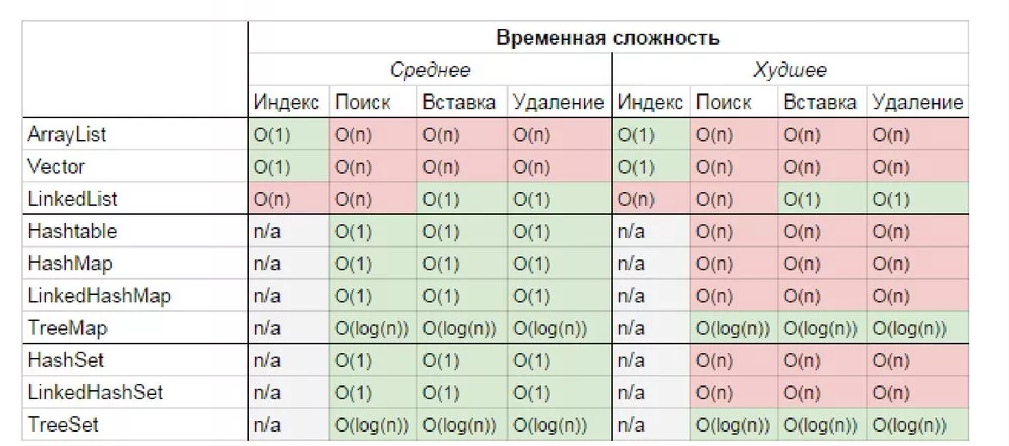 Временная сложность
Среднее Худшее
Индекс Поиск Вставка Удаление Индекс Поиск Вставка Удаление
ArrayList O(1) O(n) O(n) O(n) O(1) O(n) O(n) O(n)
Vector O(1) O(n) O(n) O(n) O(1) O(n) O(n) O(n)
LinkedList O(n) O(n) O(1) O(1) O(n) O(n) O(1) O(1)
Hashtable n/a O(1) O(1) O(1) n/a O(n) O(n) O(n)
HashMap n/a O(1) O(1) O(1) n/a O(n) O(n) O(n)
LinkedHashMap n/a O(1) O(1) O(1) n/a O(n) O(n) O(n)
TreeMap n/a O(log(n)) O(log(n)) O(log(n)) n/a O(log(n)) O(log(n)) O(log(n))
HashSet n/a O(1) O(1) O(1) n/a O(n) O(n) O(n)
LinkedHashSet n/a O(1) O(1) O(1) n/a O(n) O(n) O(n)
TreeSet n/a O(log(n)) O(log(n)) O(log(n)) n/a O(log(n)) O(log(n)) O(log(n))